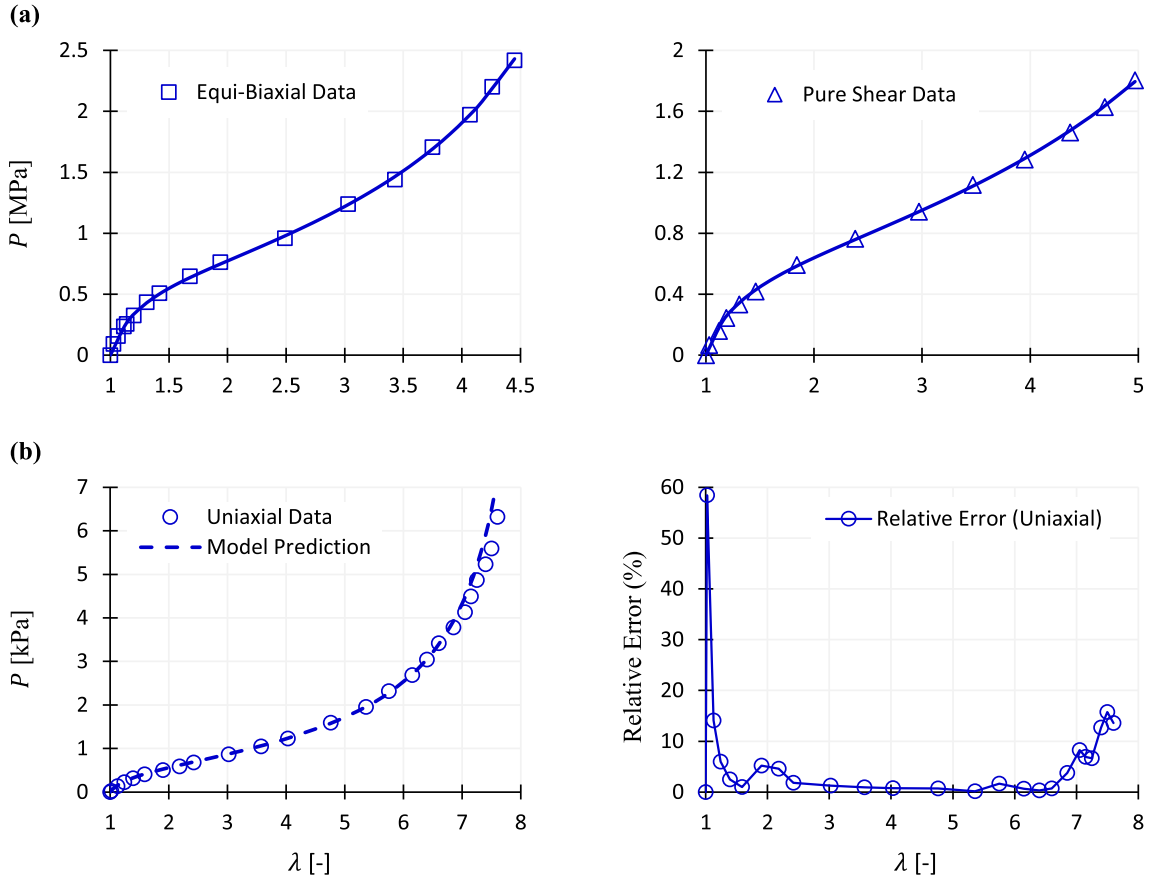 (a)
2.5
2
1.5
1
0.5
0
P [MPa]
Equi-Biaxial Data
1 1.5 2 2.5 3 3.5 4 4.5
2
1.6
1.2
0.8
0.4
0
Pure Shear Data
1 2 3 4 5
(b)
7
6
5
4
3
2
1
0
P [kPa]
Uniaxial Data
Model Prediction
1 2 3 4 5 6 7 8
λ [-]
60
50
40
30
20
10
0
Relative Error (%)
Relative Error (Uniaxial)
1 2 3 4 5 6 7 8
λ [-]